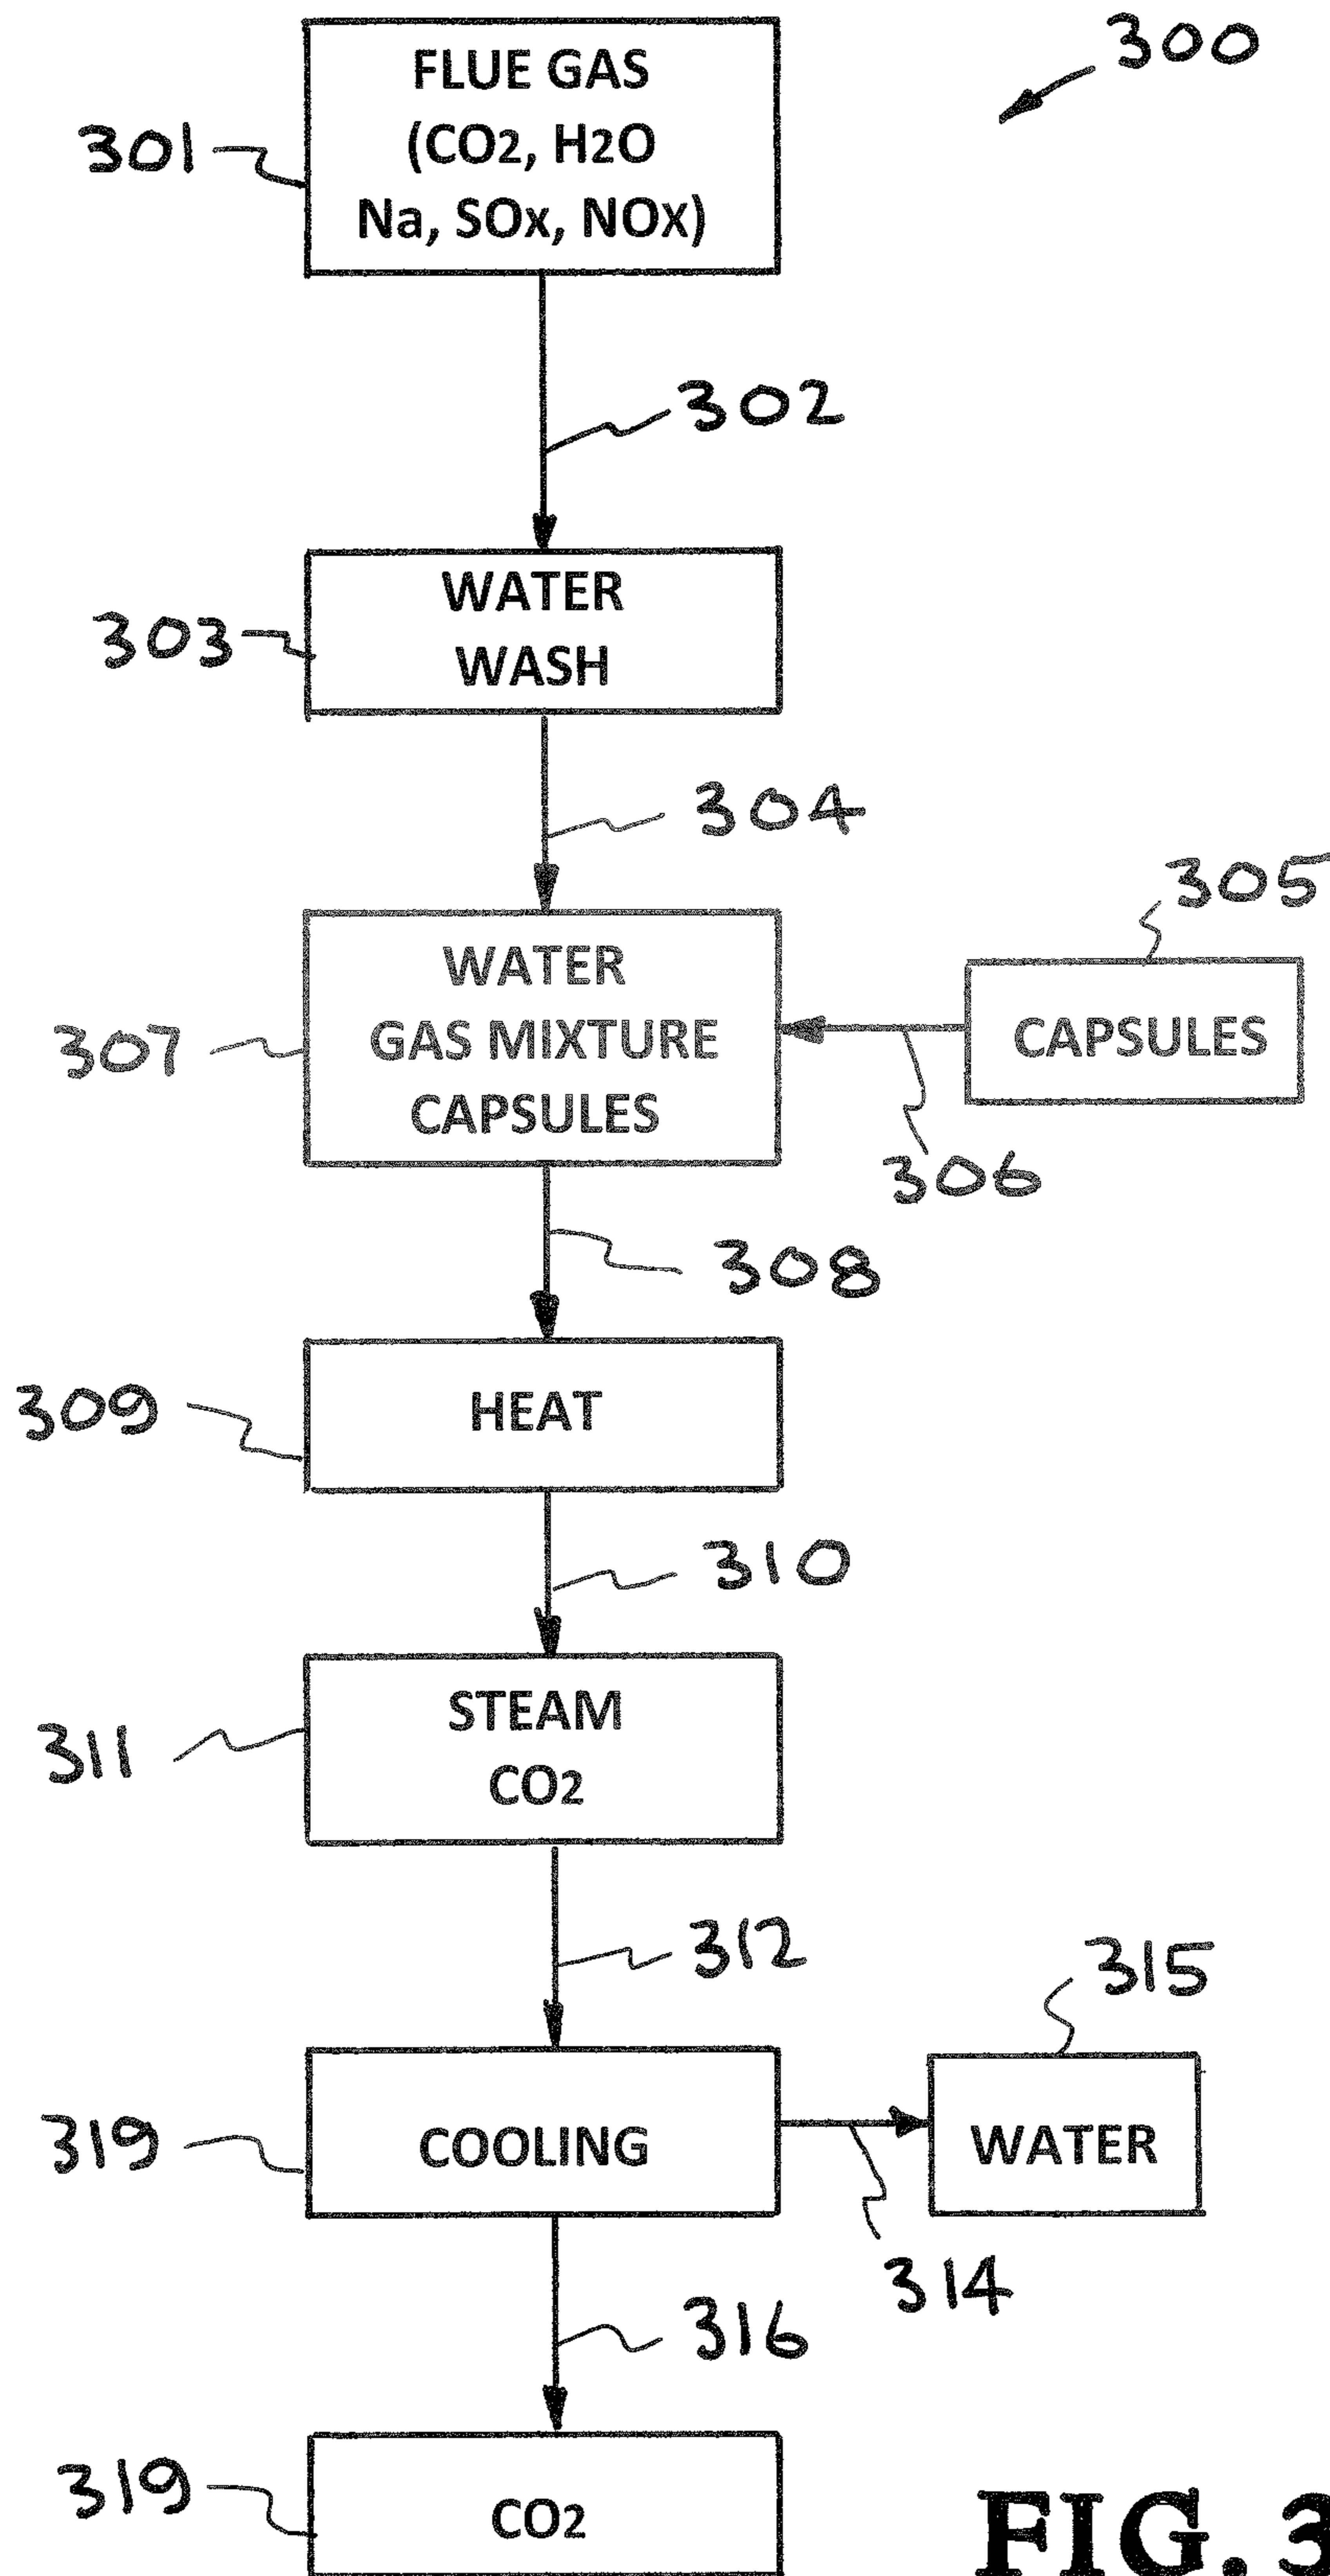 300
FLUE GAS
(CO2, H2O
Na, SOx, NOx)
301
302
WATER
WASH
303
304
305
WATER
GAS MIXTURE
CAPSULES
CAPSULES
307
306
308
HEAT
309
310
STEAM
CO2
311
312
315
COOLING
WATER
319
314
316
CO2
319
FIG. 3